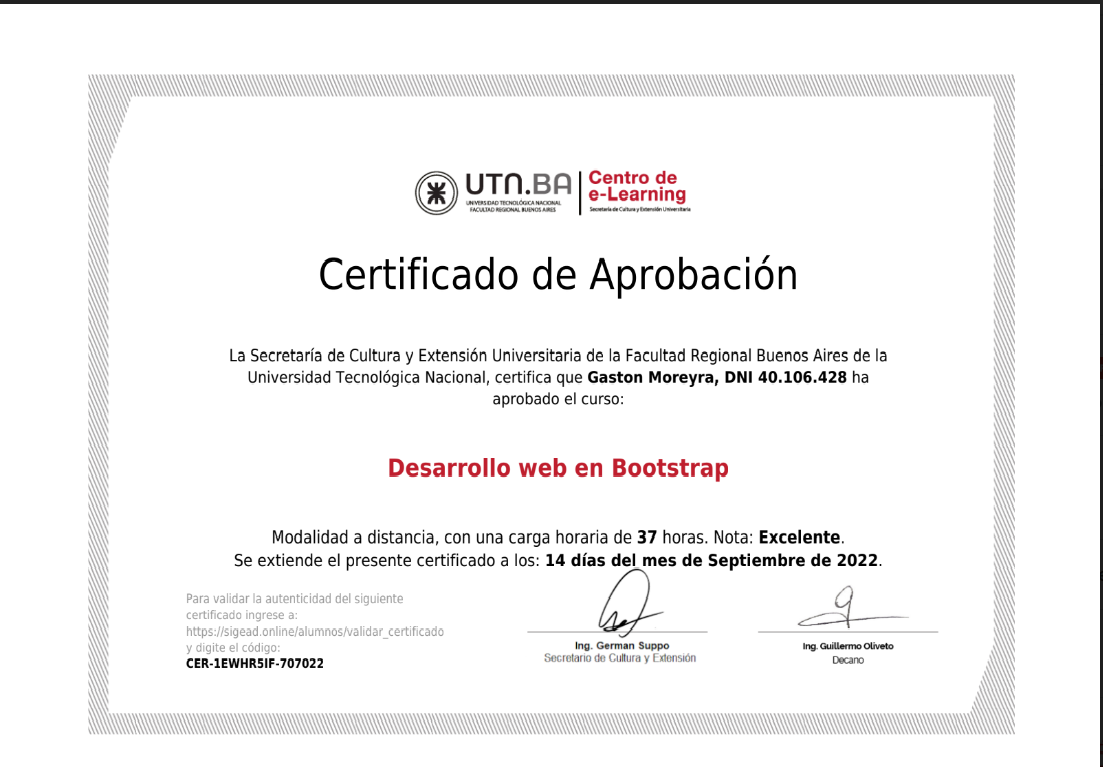 UTN.BA
UNIVERSIDAD TECNOLÓGICA NACIONAL
FACULTAD REGIONAL BUENOS AIRES
Centro de
e-Learning
Secretaría de Cultura y Extensión Universitaria
Certificado de Aprobación
La Secretaría de Cultura y Extensión Universitaria de la Facultad Regional Buenos Aires de la
Universidad Tecnológica Nacional, certifica que Gaston Moreyra, DNI 40.106.428 ha
aprobado el curso:
Desarrollo web en Bootstrap
Modalidad a distancia, con una carga horaria de 37 horas. Nota: Excelente.
Se extiende el presente certificado a los: 14 días del mes de Septiembre de 2022.
Para validar la autenticidad del siguiente
certificado ingrese a:
https://sigead.online/alumnos/validar_certificado
y digite el código:
CER-1EWHR5IF-707022
Ing. German Suppo
Secretario de Cultura y Extensión
Ing. Guillermo Oliveto
Decano